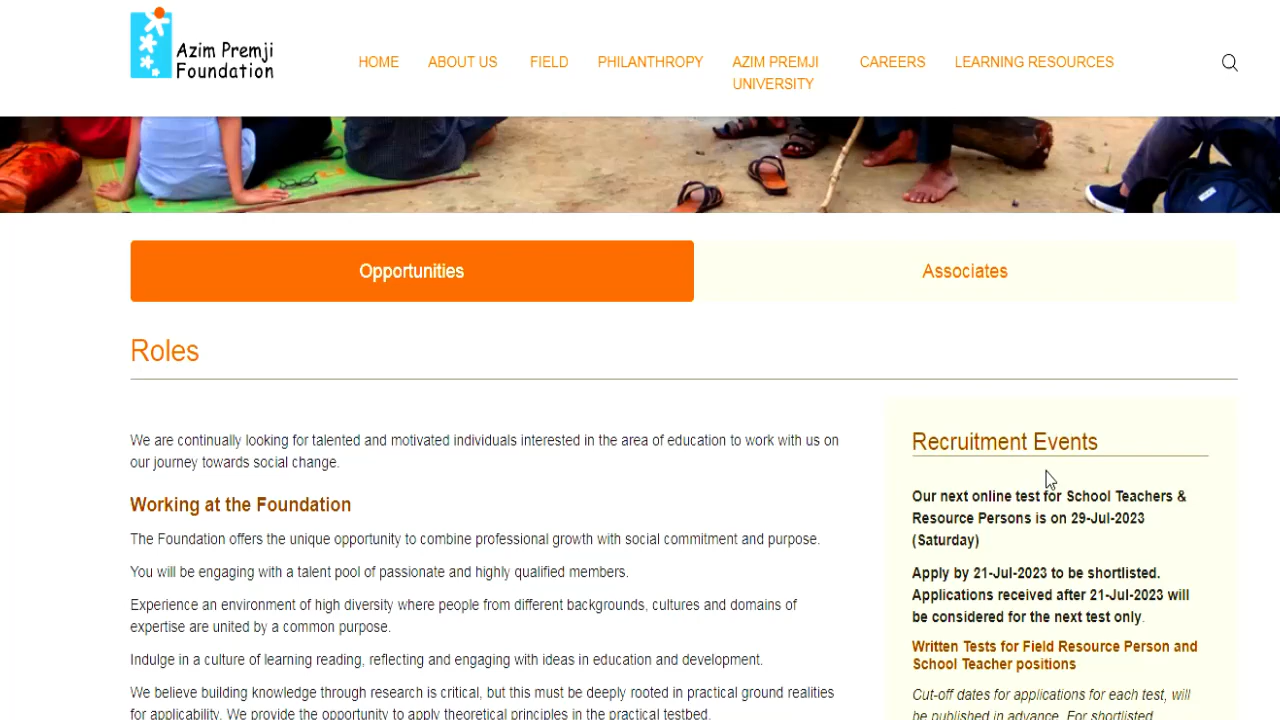 Azim Premji
Foundation
HOME
ABOUT US
FIELD
PHILANTHROPY
AZIM PREMJI
UNIVERSITY
CAREERS
LEARNING RESOURCES
Opportunities
Associates
Roles
We are continually looking for talented and motivated individuals interested in the area of education to work with us on
our journey towards social change.
Working at the Foundation
The Foundation offers the unique opportunity to combine professional growth with social commitment and purpose.
You will be engaging with a talent pool of passionate and highly qualified members.
Experience an environment of high diversity where people from different backgrounds, cultures and domains of
expertise are united by a common purpose.
Indulge in a culture of learning reading, reflecting and engaging with ideas in education and development.
We believe building knowledge through research is critical, but this must be deeply rooted in practical ground realities
for applicability. We provide the opportunity to apply theoretical principles in the practical testbed.
Recruitment Events
Our next online test for School Teachers &
Resource Persons is on 29-Jul-2023
(Saturday)
Apply by 21-Jul-2023 to be shortlisted.
Applications received after 21-Jul-2023 will
be considered for the next test only.
Written Tests for Field Resource Person and
School Teacher positions
Cut-off dates for applications for each test, will
be published in advance. For shortlisted